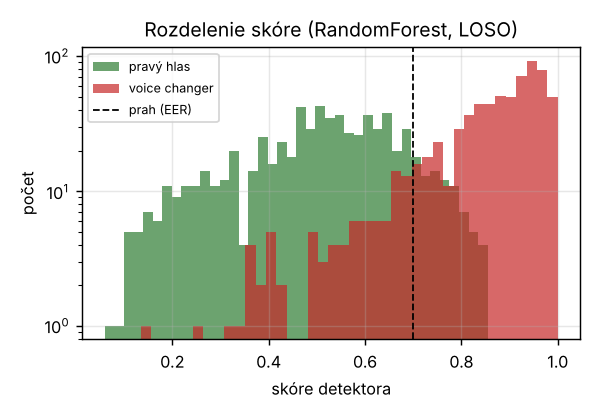 Rozdelenie skóre (RandomForest, LOSO)
pravý hlas
voice changer
prah (EER)
počet
10²
10¹
10⁰
0.2 0.4 0.6 0.8 1.0
skóre detektora